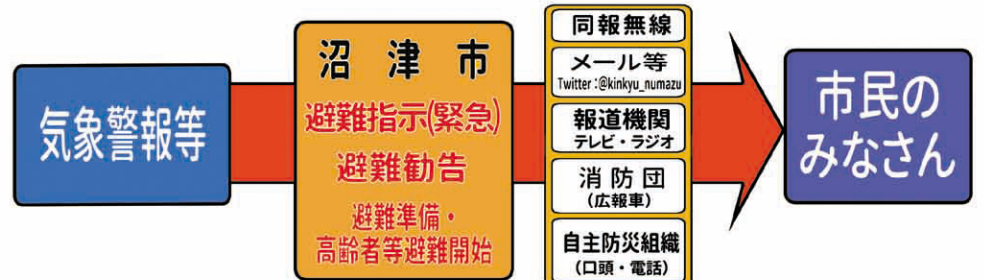 気象警報等
沼津市
避難指示(緊急)
避難勧告
避難準備・
高齢者等避難開始
同報無線
メール等
Twitter:@kinkyu_numazu
報道機関
テレビ・ラジオ
消防団
(広報車)
自主防災組織
(口頭・電話)
市民の
みなさん